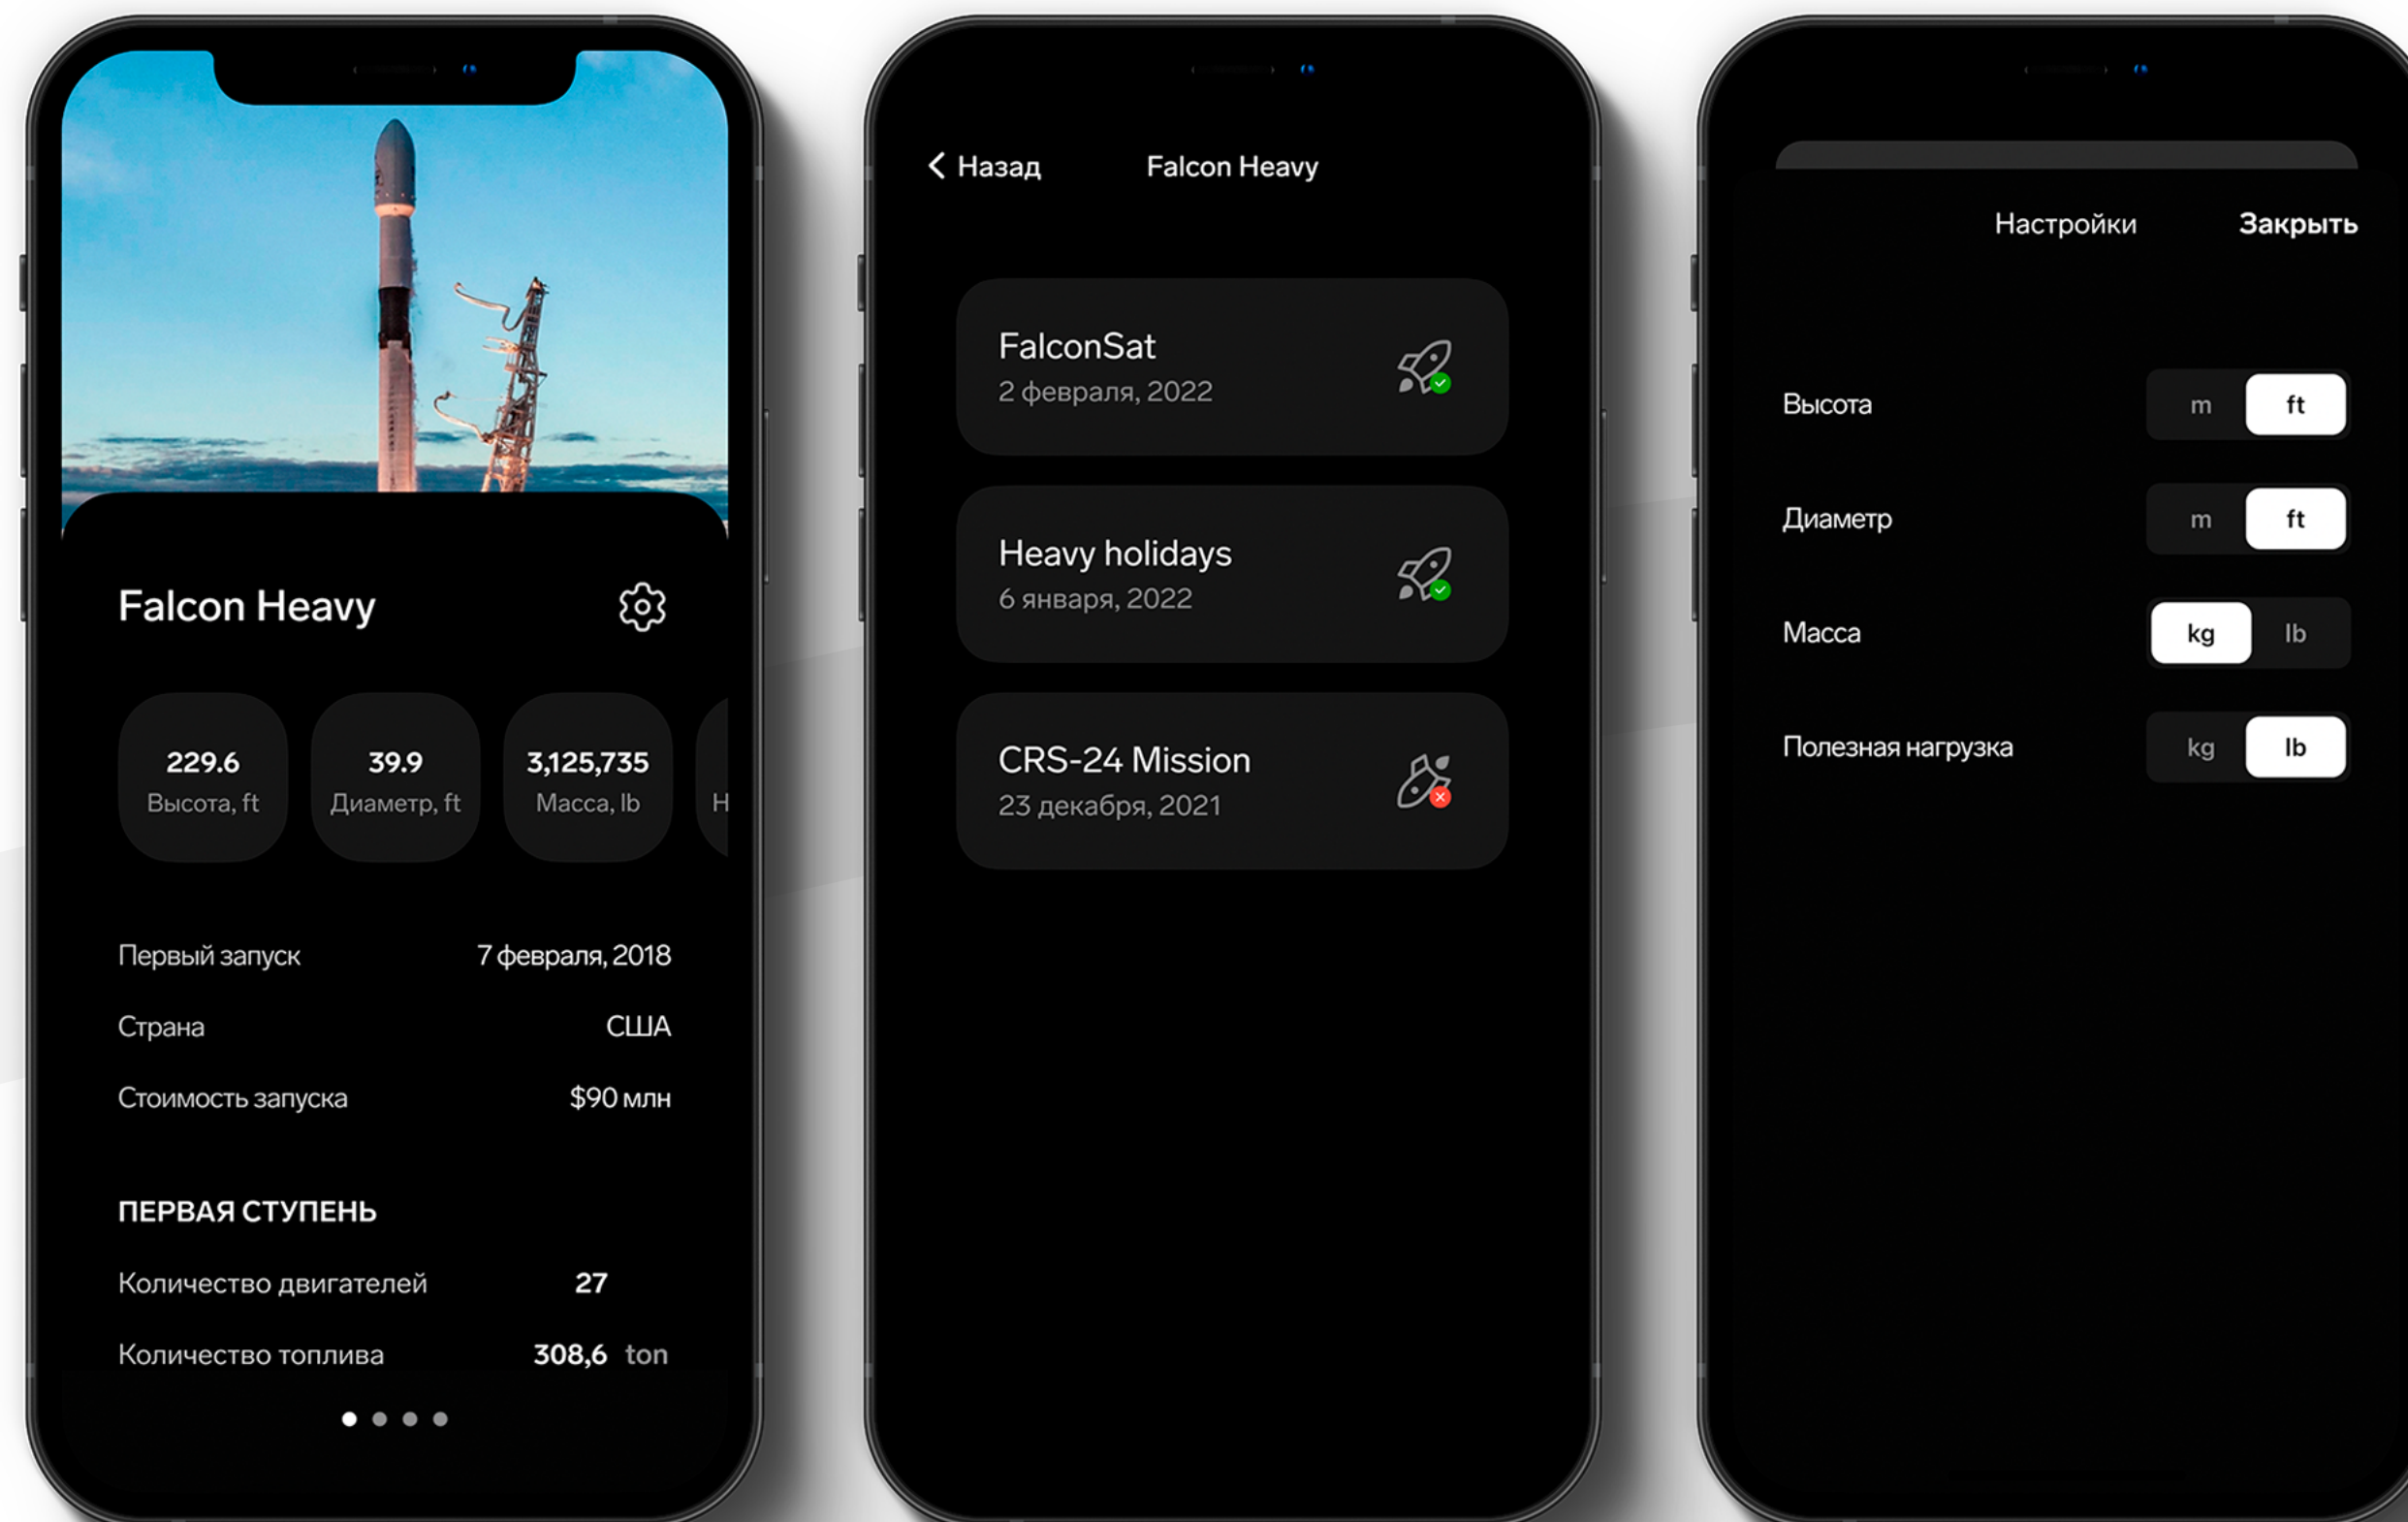 Falcon Heavy
229.6
Высота, ft
39.9
Диаметр, ft
3,125,735
Масса, lb
Н
Первый запуск 7 февраля, 2018
Страна США
Стоимость запуска $90 млн
ПЕРВАЯ СТУПЕНЬ
Количество двигателей 27
Количество топлива 308,6 ton
Назад Falcon Heavy
FalconSat
2 февраля, 2022
Heavy holidays
6 января, 2022
CRS-24 Mission
23 декабря, 2021
Настройки Закрыть
Высота m ft
Диаметр m ft
Масса kg lb
Полезная нагрузка kg lb